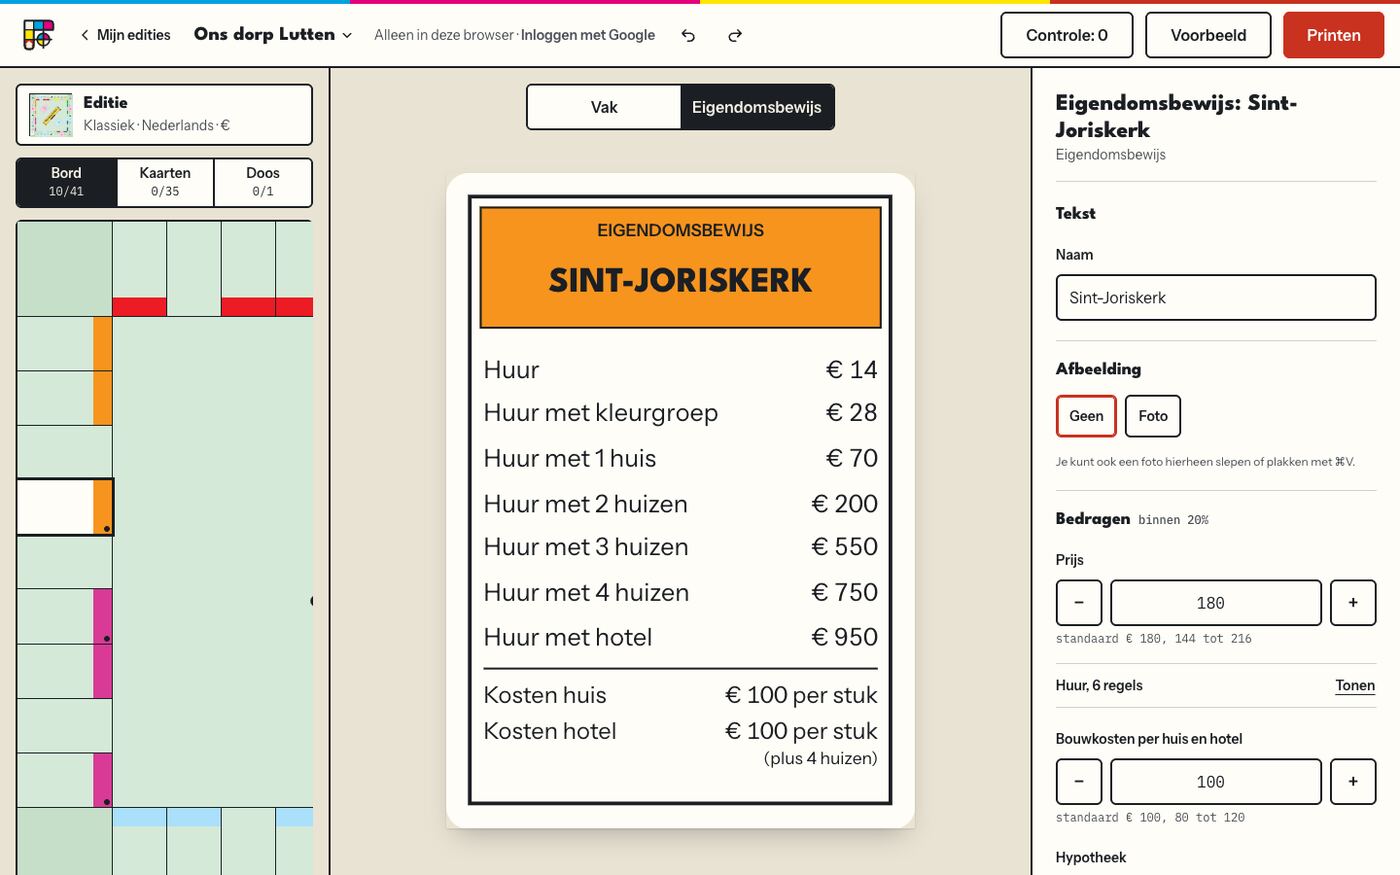 Mijn edities
Ons dorp Lutten
Alleen in deze browser · Inloggen met Google
Controle: 0
Voorbeeld
Printen
Editie
Klassiek · Nederlands · €
Bord
10/41
Kaarten
0/35
Doos
0/1
Vak
Eigendomsbewijs
EIGENDOMSBEWIJS
SINT-JORISKERK
Huur € 14
Huur met kleurgroep € 28
Huur met 1 huis € 70
Huur met 2 huizen € 200
Huur met 3 huizen € 550
Huur met 4 huizen € 750
Huur met hotel € 950
Kosten huis € 100 per stuk
Kosten hotel € 100 per stuk
(plus 4 huizen)
Eigendomsbewijs: Sint-
Joriskerk
Eigendomsbewijs
Tekst
Naam
Sint-Joriskerk
Afbeelding
Geen
Foto
Je kunt ook een foto hierheen slepen of plakken met ⌘V.
Bedragen binnen 20%
Prijs
− 180 +
standaard € 180, 144 tot 216
Huur, 6 regels Tonen
Bouwkosten per huis en hotel
− 100 +
standaard € 100, 80 tot 120
Hypotheek